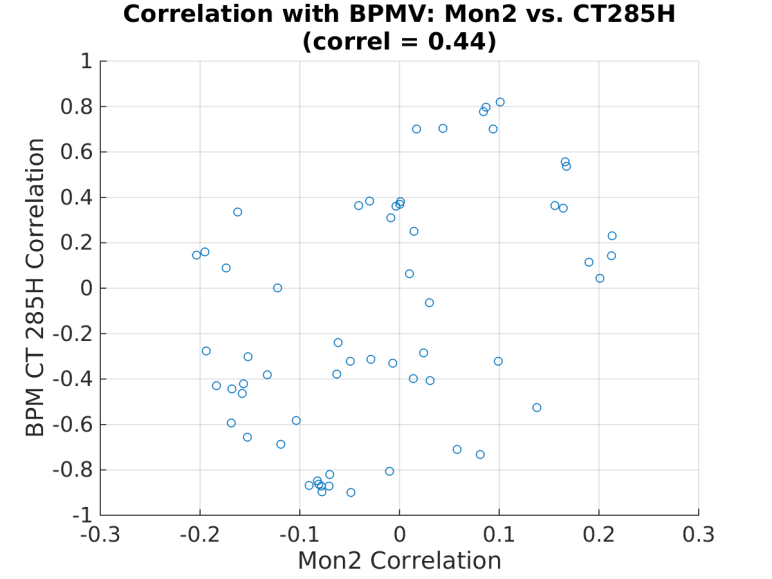 Correlation with BPMV: Mon2 vs. CT285H
(correl = 0.44)
1
0.8
0.6
0.4
0.2
0
-0.2
-0.4
-0.6
-0.8
-1
BPM CT 285H Correlation
-0.3 -0.2 -0.1 0 0.1 0.2 0.3
Mon2 Correlation